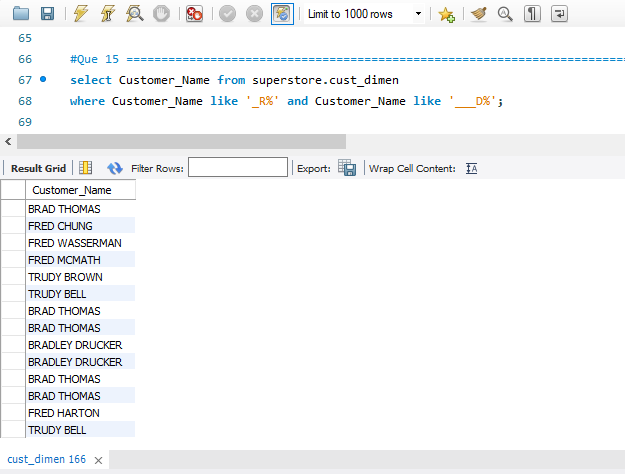 Limit to 1000 rows
65
66 #Que 15 ================================================================================
67 select Customer_Name from superstore.cust_dimen
68 where Customer_Name like '_R%' and Customer_Name like '___D%';
69
Result Grid Filter Rows: Export: Wrap Cell Content: IA
Customer_Name
BRAD THOMAS
FRED CHUNG
FRED WASSERMAN
FRED MCMATH
TRUDY BROWN
TRUDY BELL
BRAD THOMAS
BRAD THOMAS
BRADLEY DRUCKER
BRADLEY DRUCKER
BRAD THOMAS
BRAD THOMAS
FRED HARTON
TRUDY BELL
cust_dimen 166